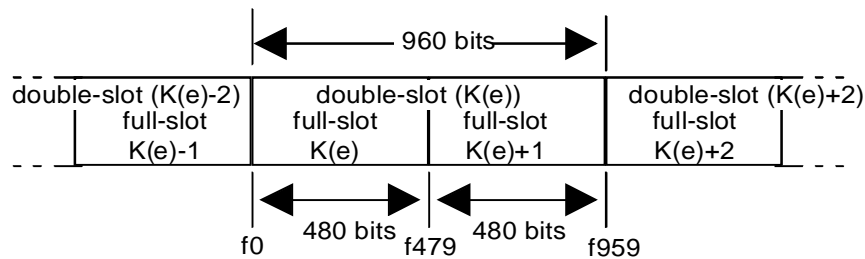 960 bits
double-slot (K(e)-2) double-slot (K(e)) double-slot (K(e)+2)
full-slot full-slot full-slot full-slot
K(e)-1 K(e) K(e)+1 K(e)+2
480 bits 480 bits
f0 f479 f959